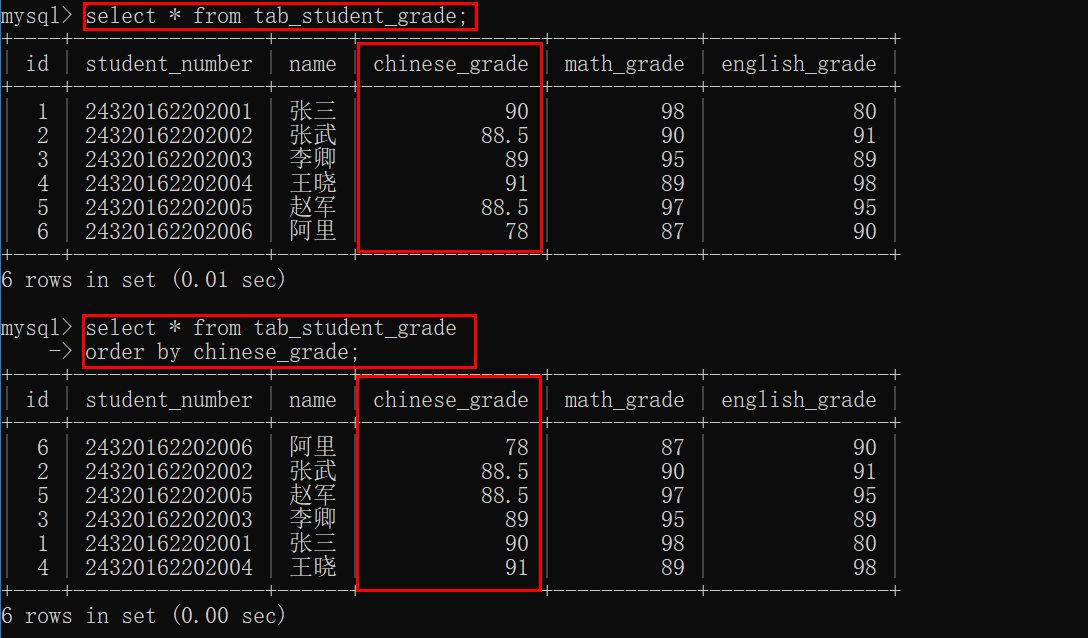 mysql> select * from tab_student_grade;
+----+----------------+------+---------------+------------+---------------+
| id | student_number | name | chinese_grade | math_grade | english_grade |
+----+----------------+------+---------------+------------+---------------+
| 1 | 24320162202001 | 张三 | 90 | 98 | 80 |
| 2 | 24320162202002 | 张武 | 88.5 | 90 | 91 |
| 3 | 24320162202003 | 李卿 | 89 | 95 | 89 |
| 4 | 24320162202004 | 王晓 | 91 | 89 | 98 |
| 5 | 24320162202005 | 赵军 | 88.5 | 97 | 95 |
| 6 | 24320162202006 | 阿里 | 78 | 87 | 90 |
+----+----------------+------+---------------+------------+---------------+
6 rows in set (0.01 sec)
mysql> select * from tab_student_grade
-> order by chinese_grade;
+----+----------------+------+---------------+------------+---------------+
| id | student_number | name | chinese_grade | math_grade | english_grade |
+----+----------------+------+---------------+------------+---------------+
| 6 | 24320162202006 | 阿里 | 78 | 87 | 90 |
| 2 | 24320162202002 | 张武 | 88.5 | 90 | 91 |
| 5 | 24320162202005 | 赵军 | 88.5 | 97 | 95 |
| 3 | 24320162202003 | 李卿 | 89 | 95 | 89 |
| 1 | 24320162202001 | 张三 | 90 | 98 | 80 |
| 4 | 24320162202004 | 王晓 | 91 | 89 | 98 |
+----+----------------+------+---------------+------------+---------------+
6 rows in set (0.00 sec)